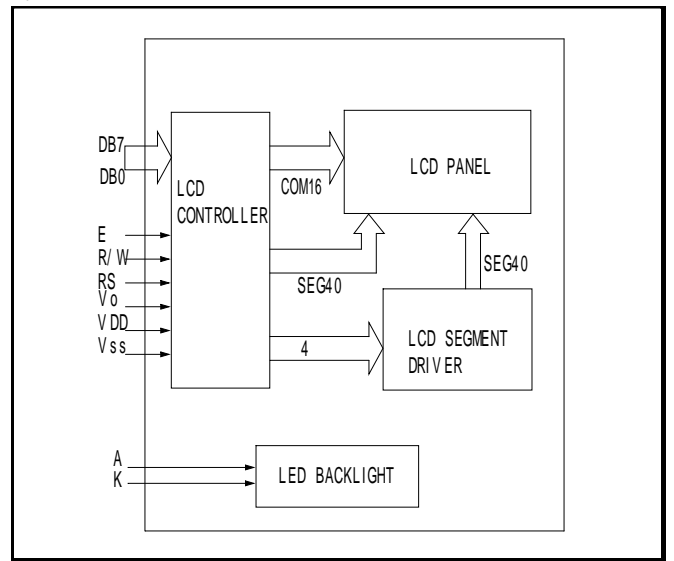 DB7
DB0
LCD
CONTROLLER
COM16
LCD PANEL
E
R/W
RS
Vo
VDD
Vss
SEG40
SEG40
4
LCD SEGMENT
DRIVER
A
K
LED BACKLIGHT